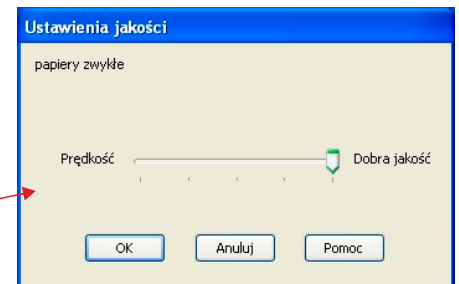 Ustawienia jakości
papiery zwykłe
Prędkość Dobra jakość
OK Anuluj Pomoc